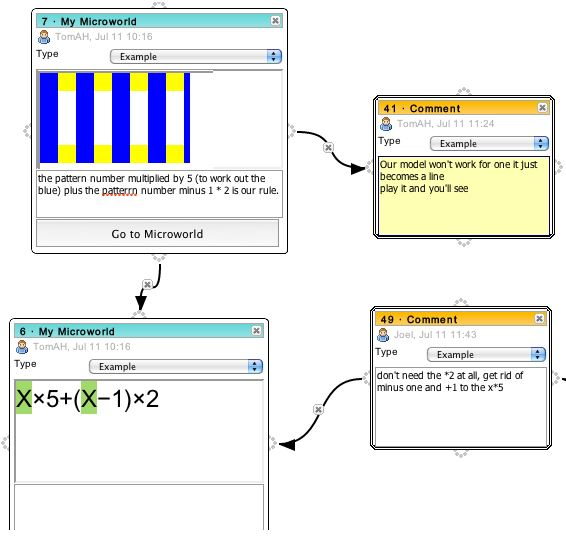 7 · My Microworld
TomAH, Jul 11 10:16
Type
Example
the pattern number multiplied by 5 (to work out the
blue) plus the patterrn number minus 1 * 2 is our rule.
Go to Microworld
41 · Comment
TomAH, Jul 11 11:24
Type
Example
Our model won't work for one it just
becomes a line
play it and you'll see
6 · My Microworld
TomAH, Jul 11 10:16
Type
Example
X×5+(X−1)×2
49 · Comment
Joel, Jul 11 11:43
Type
Example
don't need the *2 at all, get rid of
minus one and +1 to the x*5